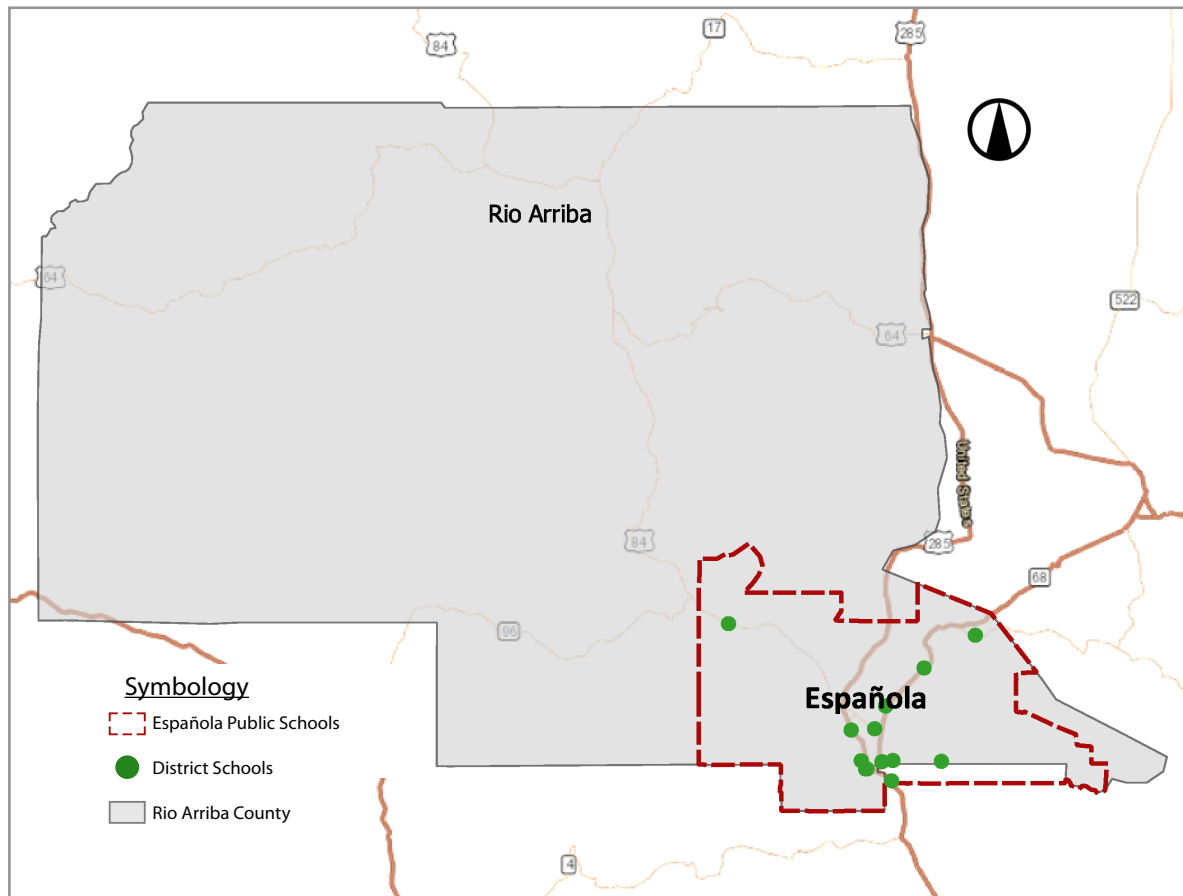 84
17
285
Rio Arriba
64
522
64
United States
84
285
68
96
Symbology
Española Public Schools
Española
District Schools
Rio Arriba County
4